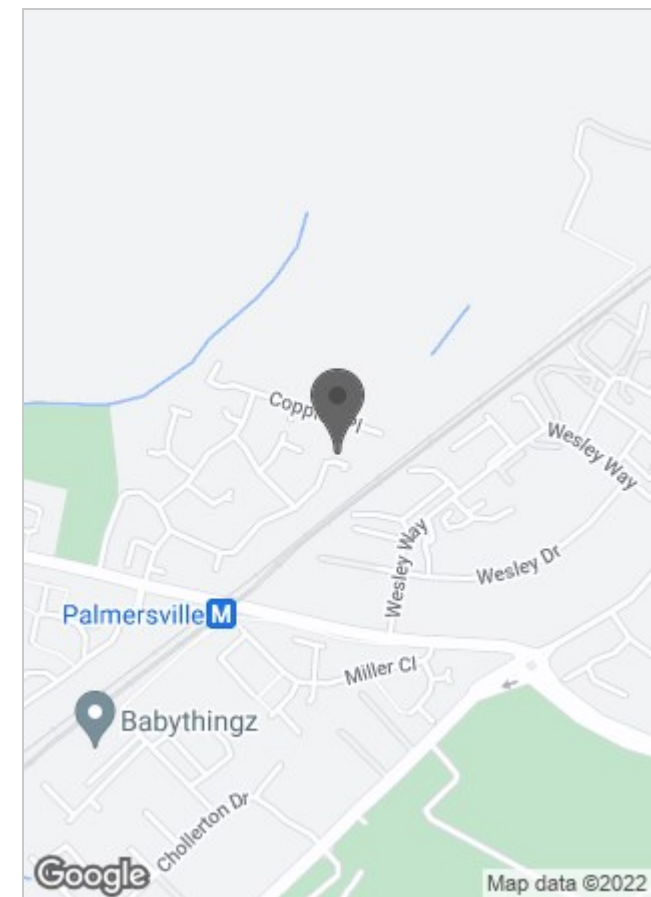 Wesley Way
Wesley Way
Wesley Dr
Palmersville M
Miller Cl
Babythingz
Chollerton Dr
Google
Map data ©2022